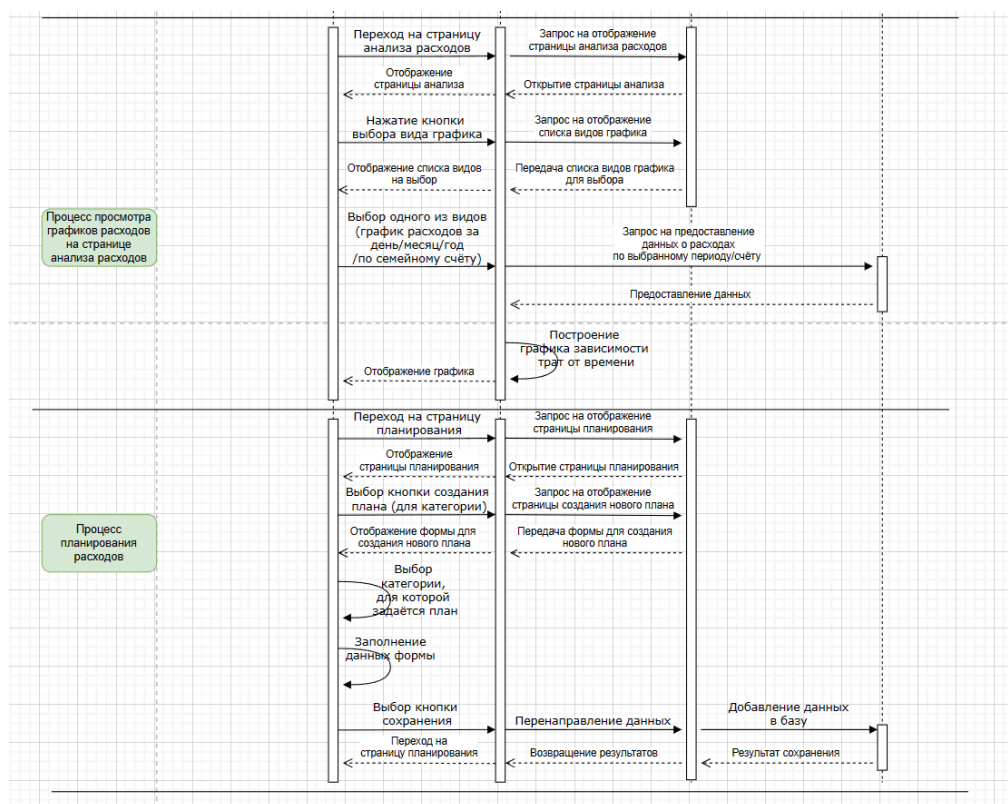 Переход на страницу
анализа расходов
Запрос на отображение
страницы анализа расходов
Отображение
страницы анализа
Открытие страницы анализа
Нажатие кнопки
выбора вида графика
Запрос на отображение
списка видов графика
Отображение списка видов
на выбор
Передача списка видов графика
для выбора
Процесс просмотра
графиков расходов
на странице
анализа расходов
Выбор одного из видов
(график расходов за
день/месяц/год
/по семейному счёту)
Запрос на предоставление
данных о расходах
по выбранному периоду/счёту
Предоставление данных
Построение
графика зависимости
трат от времени
Отображение графика
Переход на страницу
планирования
Запрос на отображение
страницы планирования
Отображение
страницы планирования
Открытие страницы планирования
Выбор кнопки создания
плана (для категории)
Запрос на отображение
страницы создания нового плана
Процесс
планирования
расходов
Отображение формы для
создания нового плана
Передача формы для создания
нового плана
Выбор
категории,
для которой
задаётся план
Заполнение
данных формы
Выбор кнопки
сохранения
Перенаправление данных
Добавление данных
в базу
Переход на
страницу планирования
Возвращение результатов
Результат сохранения